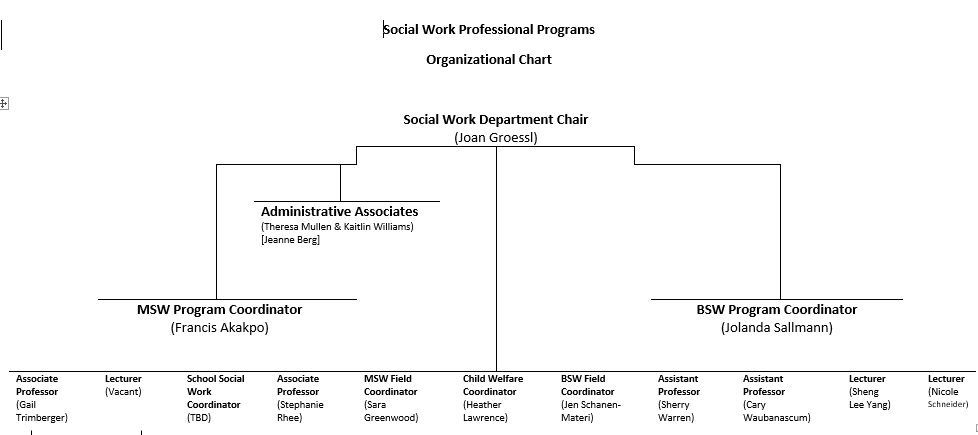 Social Work Professional Programs
Organizational Chart
Social Work Department Chair
(Joan Groessl)
Administrative Associates
(Theresa Mullen & Kaitlin Williams)
[Jeanne Berg]
MSW Program Coordinator
(Francis Akakpo)
BSW Program Coordinator
(Jolanda Sallmann)
Associate
Professor
(Gail
Trimberger)
Lecturer
(Vacant)
School Social
Work
Coordinator
(TBD)
Associate
Professor
(Stephanie
Rhee)
MSW Field
Coordinator
(Sara
Greenwood)
Child Welfare
Coordinator
(Heather
Lawrence)
BSW Field
Coordinator
(Jen Schanen-
Materi)
Assistant
Professor
(Sherry
Warren)
Assistant
Professor
(Cary
Waubanascum)
Lecturer
(Sheng
Lee Yang)
Lecturer
(Nicole
Schneider)